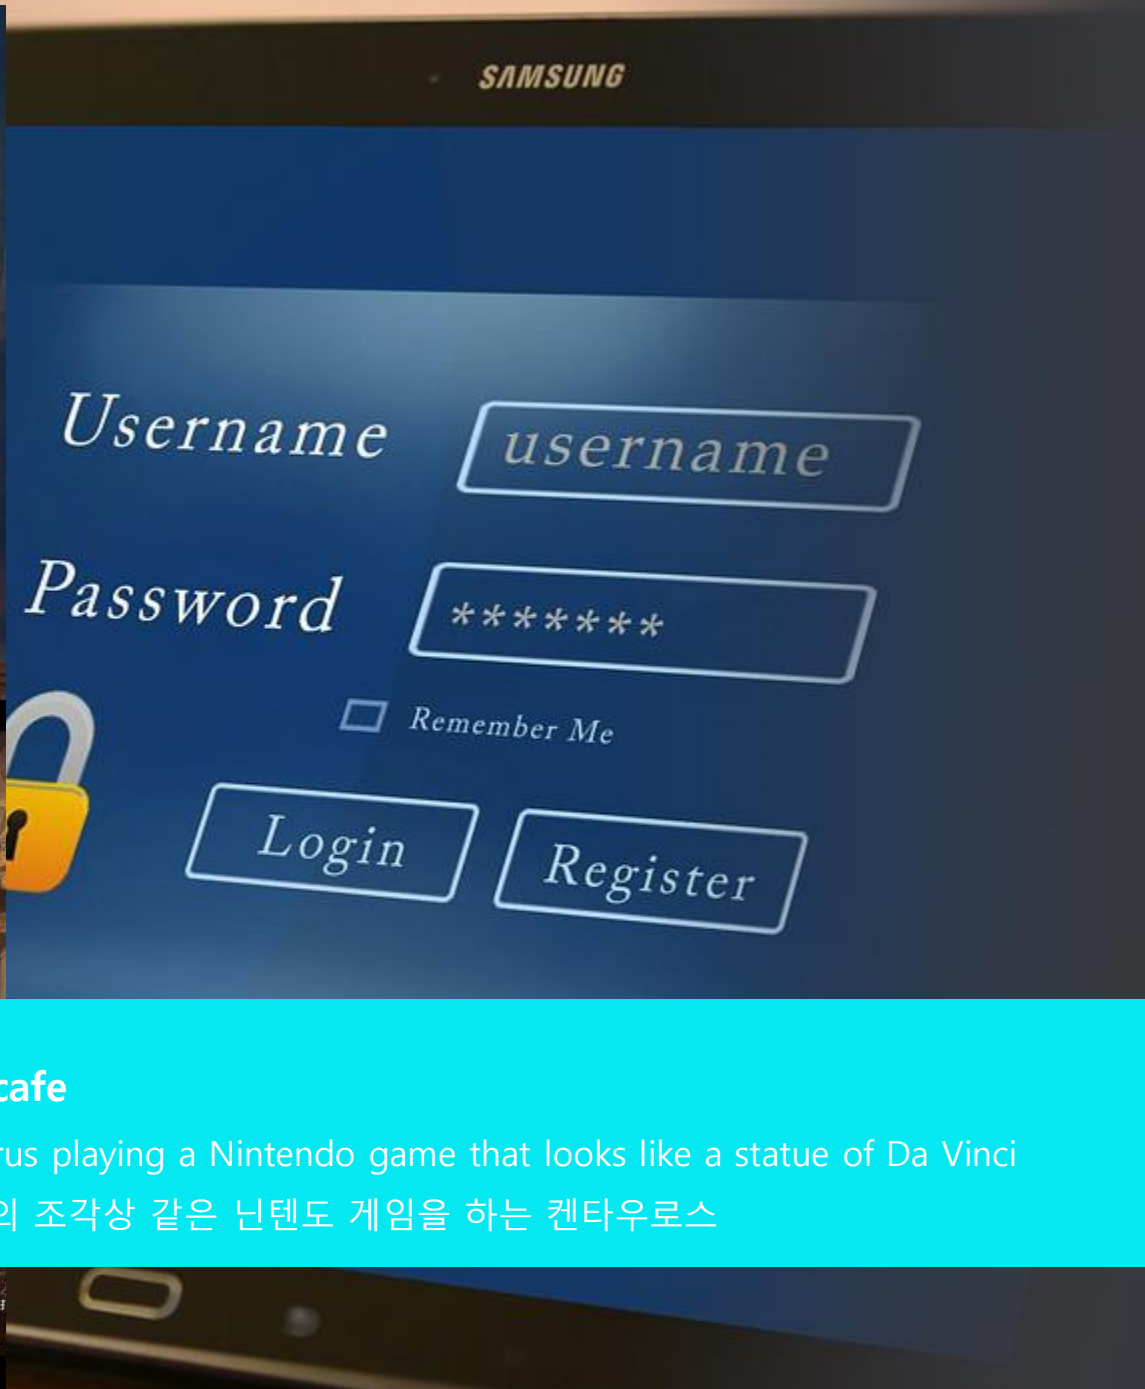 SAMSUNG
Username
username
Password
*******
Remember Me
Login
Register
cafe
rus playing a Nintendo game that looks like a statue of Da Vinci
의 조각상 같은 닌텐도 게임을 하는 켄타우로스